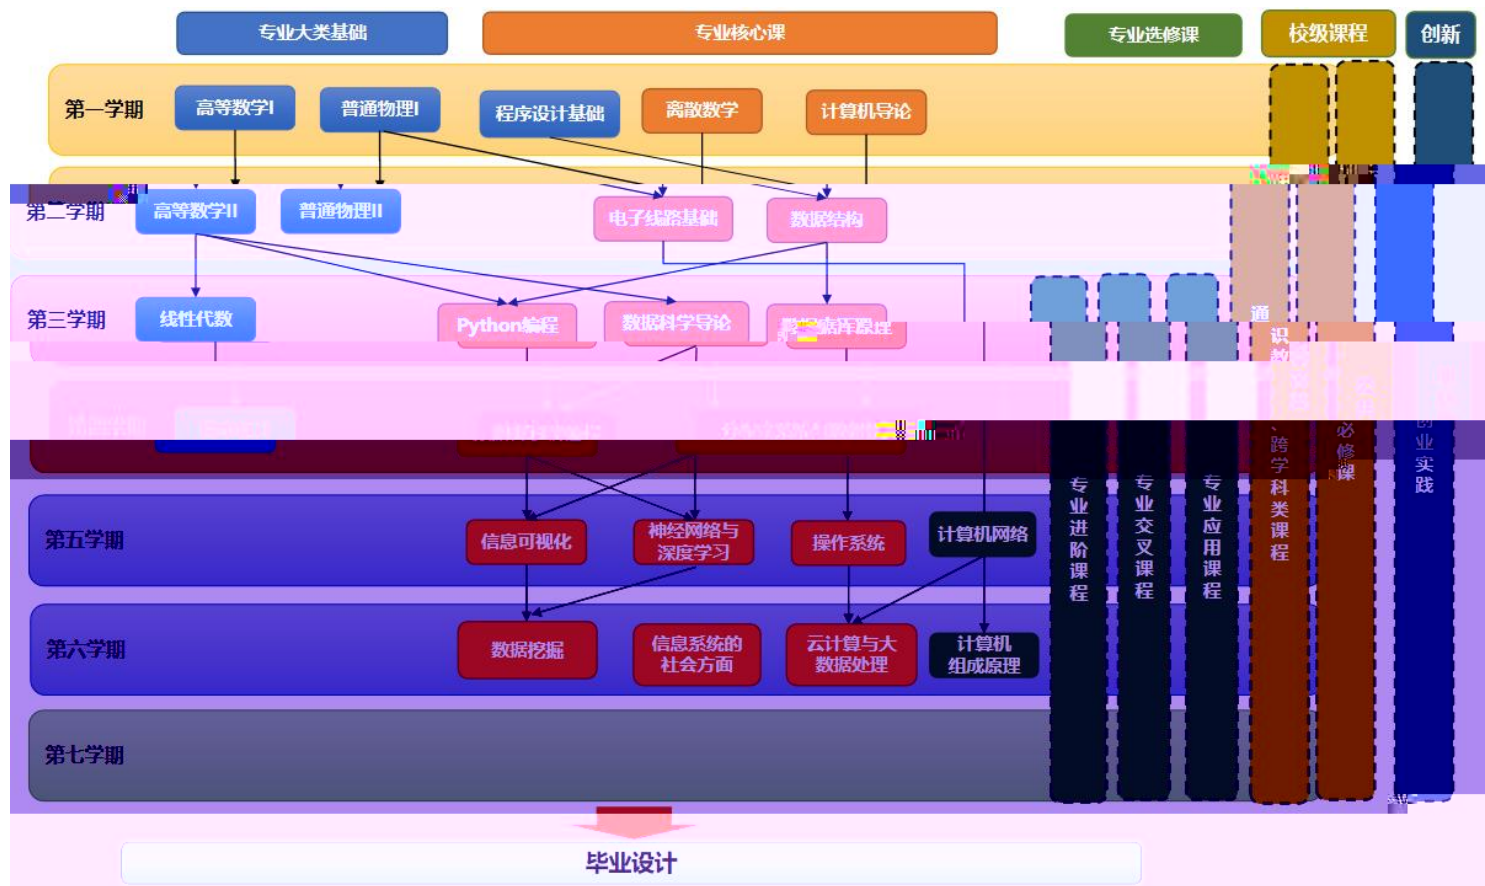 专业大类基础
专业核心课
专业选修课
校级课程
创新
第一学期
高等数学I
普通物理I
程序设计基础
离散数学
计算机导论
第二学期
高等数学II
普通物理II
电子线路基础
数据结构
第三学期
线性代数
Python编程
数据科学导论
第五学期
信息可视化
神经网络与
深度学习
操作系统
计算机网络
第六学期
数据挖掘
信息系统的
社会方面
云计算与大
数据处理
计算机
组成原理
第七学期
专业进阶课程
专业交叉课程
专业应用课程
通识教
、跨学科类课程
必修课
创业实践
毕业设计